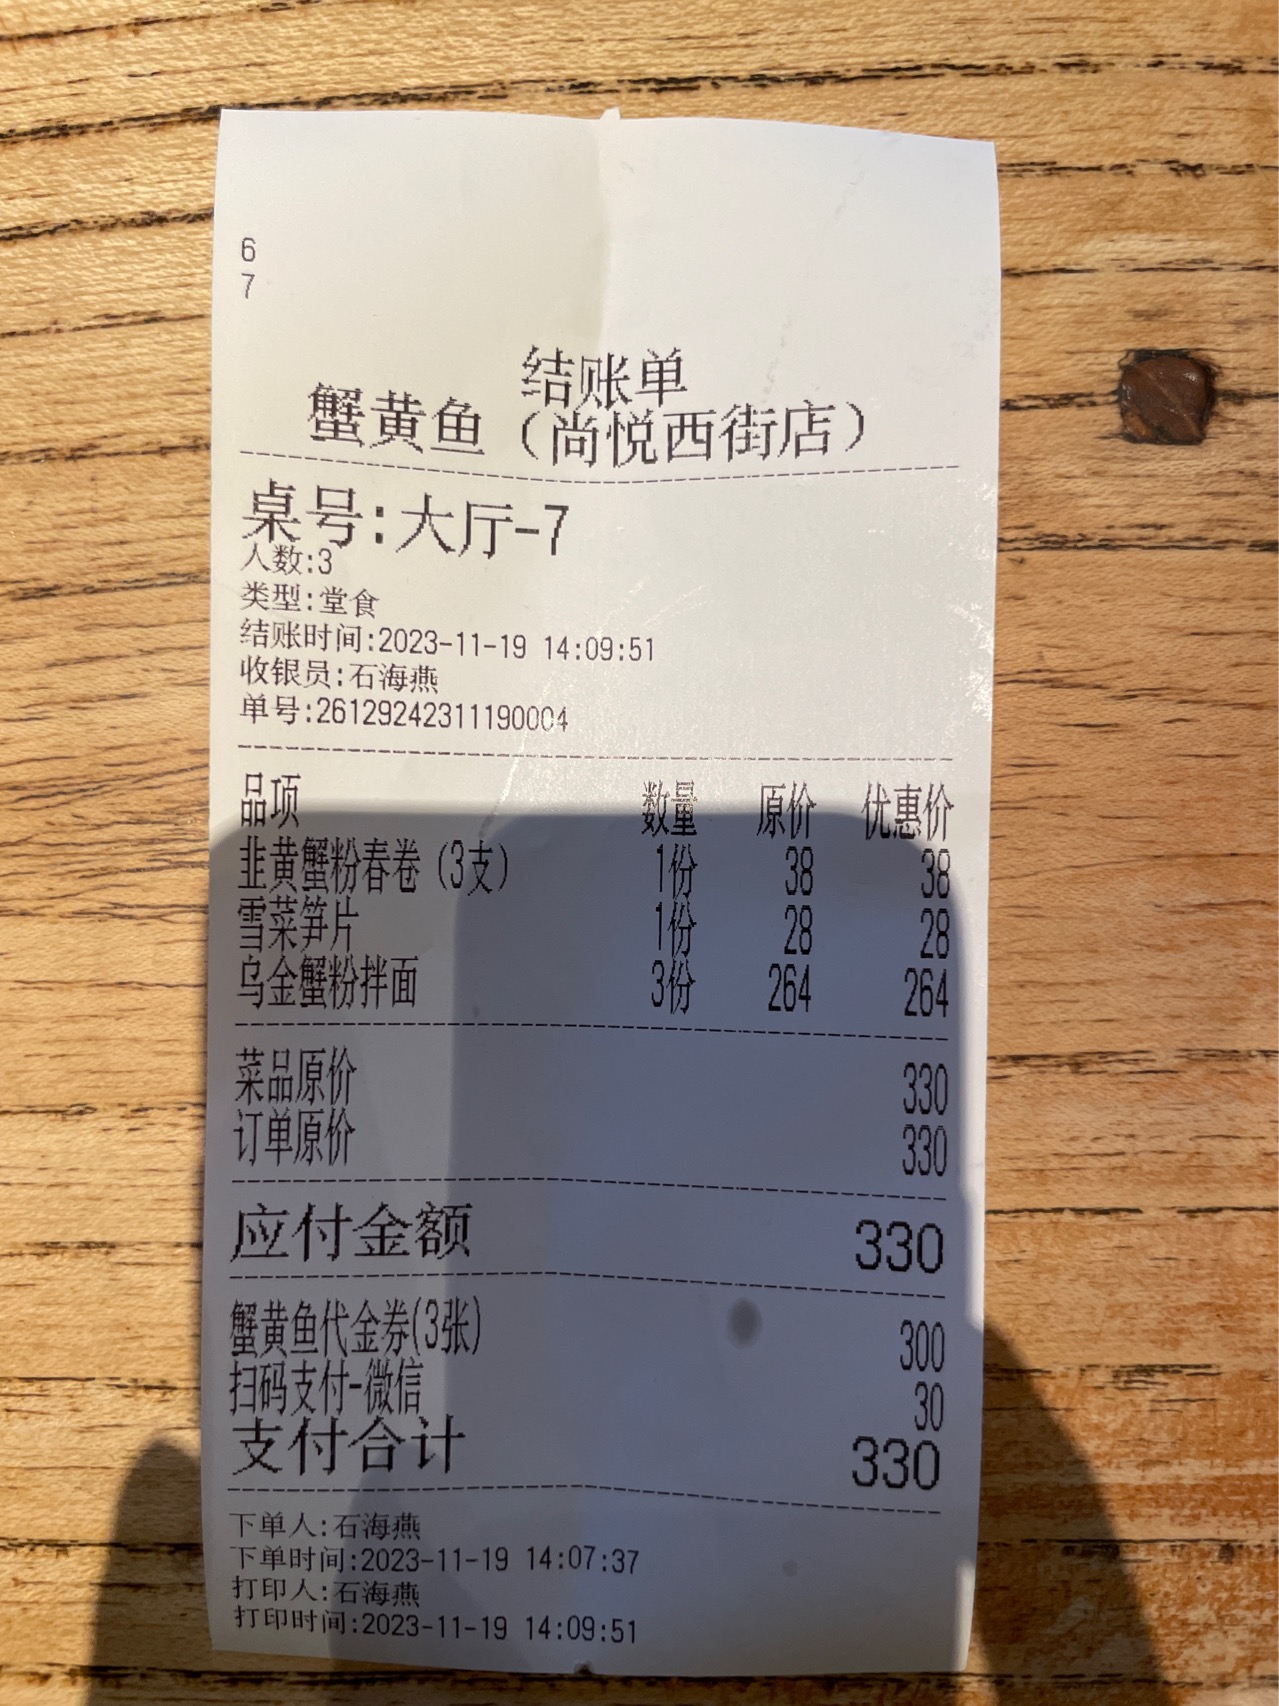 6
7
结账单
蟹黄鱼（尚悦西街店）
桌号:大厅-7
人数:3
类型:堂食
结账时间:2023-11-19 14:09:51
收银员:石海燕
单号:26129242311190004
品项 数量 原价 优惠价
韭黄蟹粉春卷（3支） 1份 38 38
雪菜笋片 1份 28 28
乌金蟹粉拌面 3份 264 264
菜品原价 330
订单原价 330
应付金额 330
蟹黄鱼代金券(3张) 300
扫码支付-微信 30
支付合计 330
下单人:石海燕
下单时间:2023-11-19 14:07:37
打印人:石海燕
打印时间:2023-11-19 14:09:51